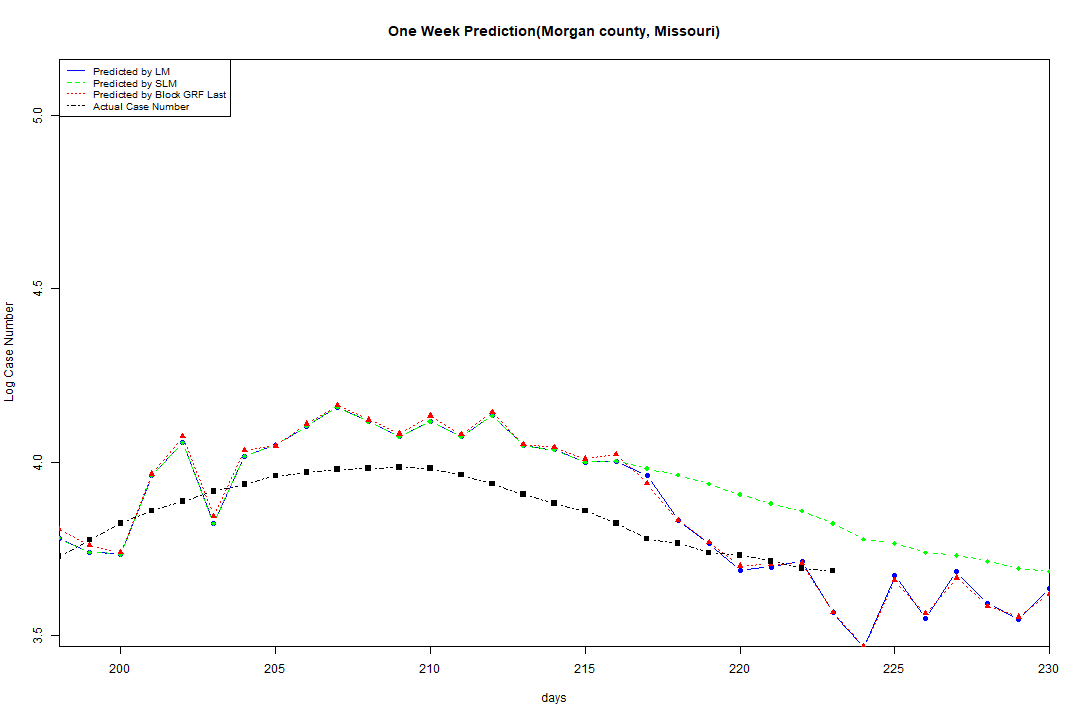 One Week Prediction(Morgan county, Missouri)
Predicted by LM
Predicted by SLM
Predicted by Block GRF Last
Actual Case Number
Log Case Number
5.0
4.5
4.0
3.5
200 205 210 215 220 225 230
days